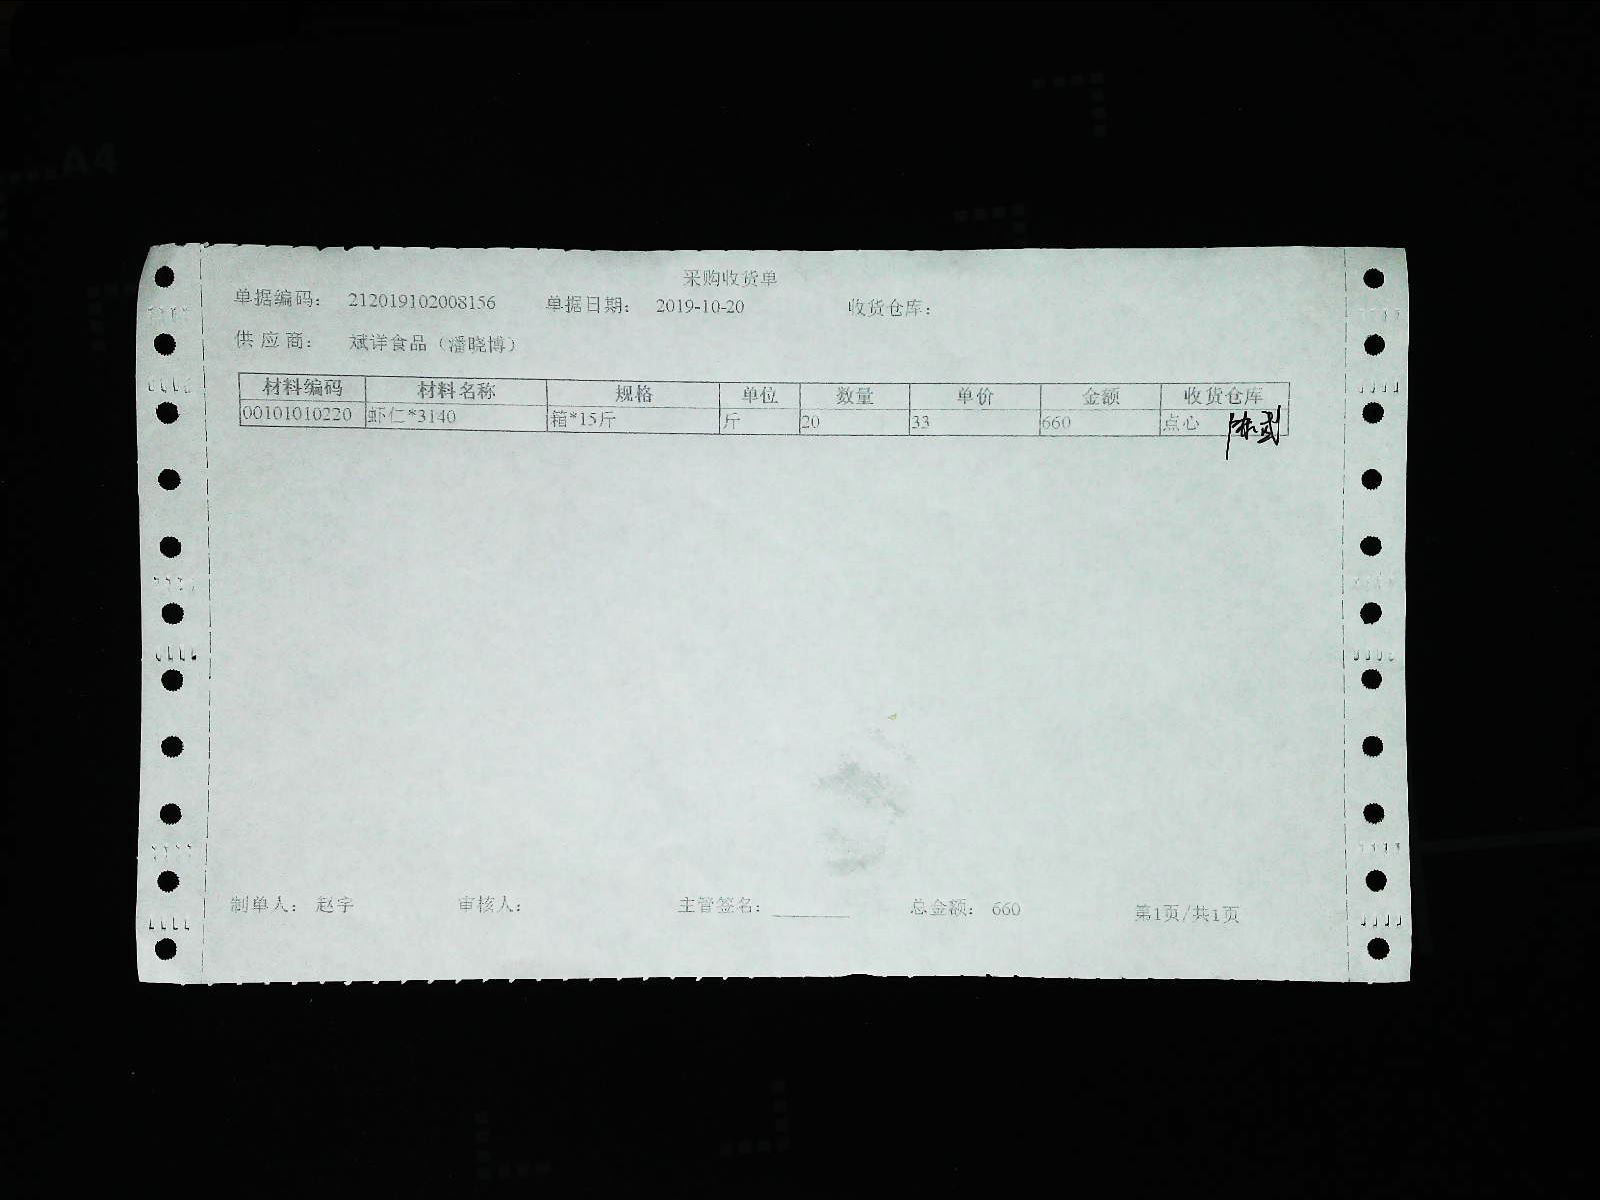 采购收货单
单据编码: 212019102008156 单据日期: 2019-10-20 收货仓库:
供应商: 斌详食品（潘晓博）
材料编码 材料名称 规格 单位 数量 单价 金额 收货仓库
00101010220 虾仁*3140 箱*15斤 斤 20 33 660 点心
制单人: 赵宇 审核人: 主管签名: ________ 总金额: 660 第1页/共1页
A4